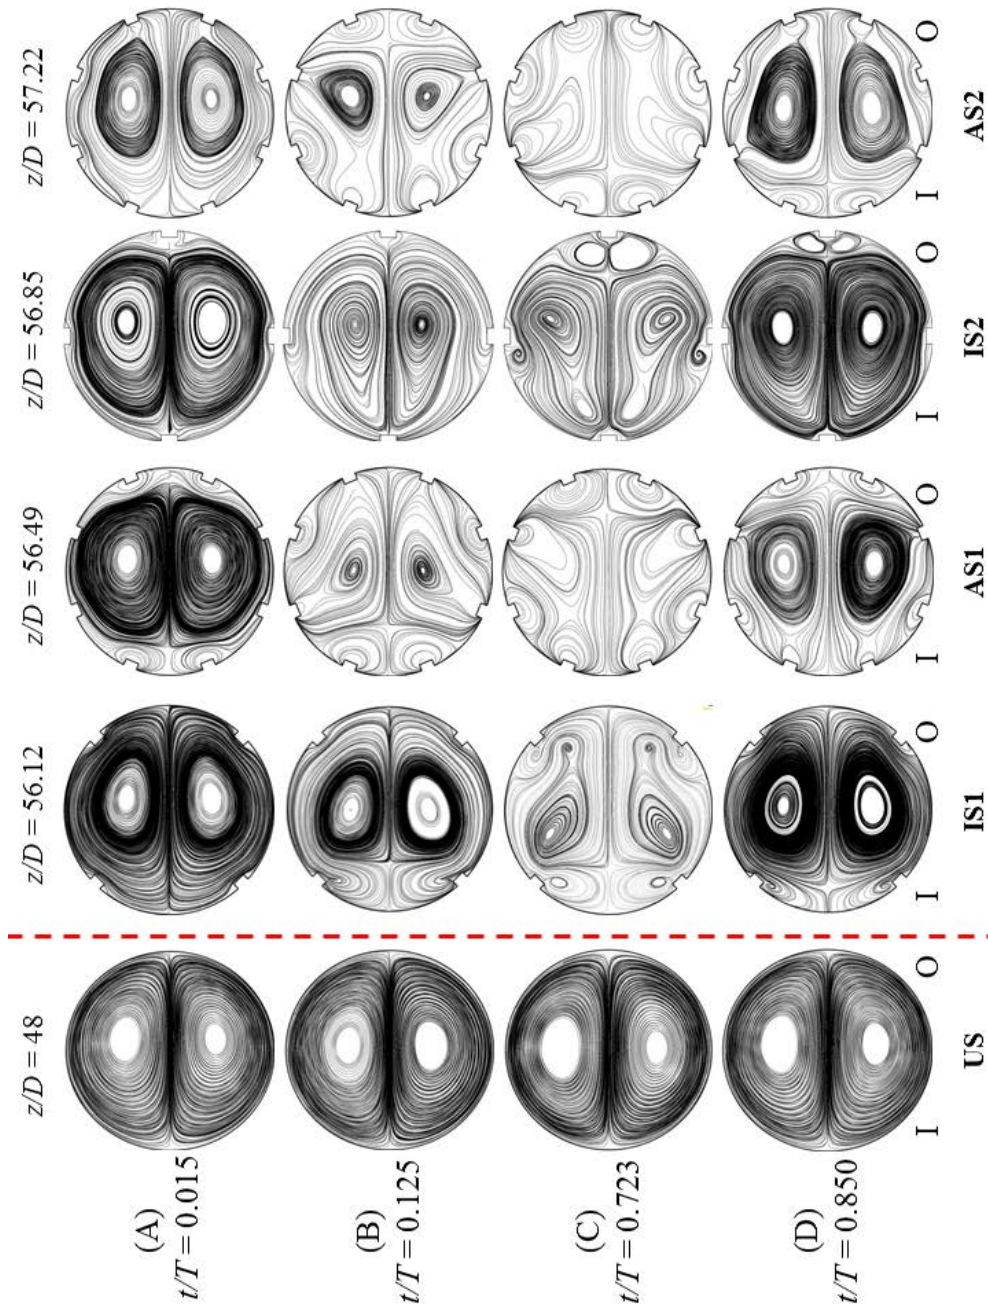 z/D = 48
z/D = 56.12
z/D = 56.49
z/D = 56.85
z/D = 57.22
(A)
t/T = 0.015
(B)
t/T = 0.125
(C)
t/T = 0.723
(D)
t/T = 0.850
I O I O I O I O I O
US IS1 AS1 IS2 AS2